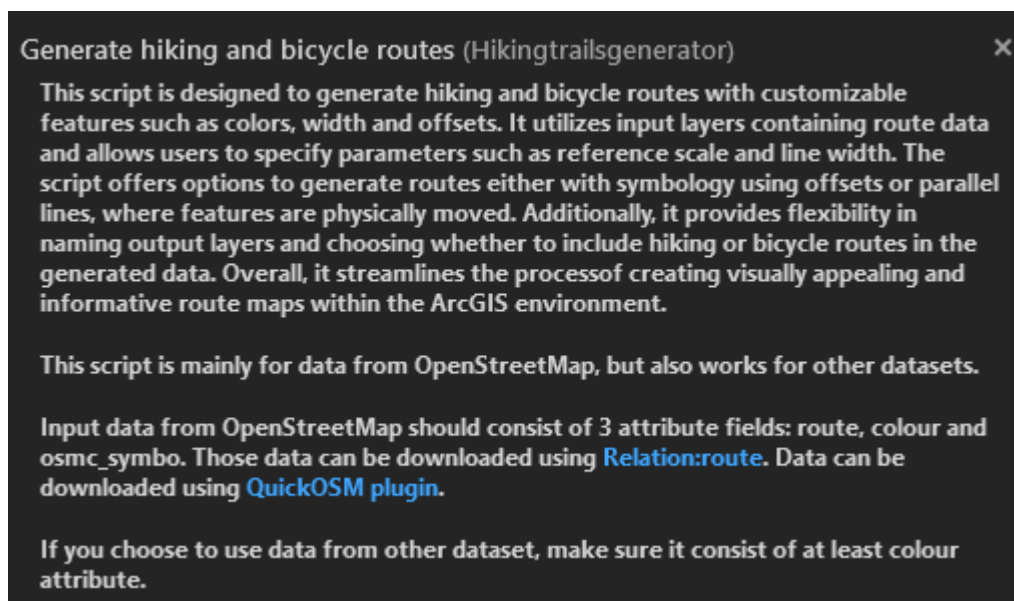 Generate hiking and bicycle routes (Hikingtrailsgenerator)
This script is designed to generate hiking and bicycle routes with customizable
features such as colors, width and offsets. It utilizes input layers containing route data
and allows users to specify parameters such as reference scale and line width. The
script offers options to generate routes either with symbology using offsets or parallel
lines, where features are physically moved. Additionally, it provides flexibility in
naming output layers and choosing whether to include hiking or bicycle routes in the
generated data. Overall, it streamlines the processof creating visually appealing and
informative route maps within the ArcGIS environment.
This script is mainly for data from OpenStreetMap, but also works for other datasets.
Input data from OpenStreetMap should consist of 3 attribute fields: route, colour and
osmc_symbo. Those data can be downloaded using Relation:route. Data can be
downloaded using QuickOSM plugin.
If you choose to use data from other dataset, make sure it consist of at least colour
attribute.